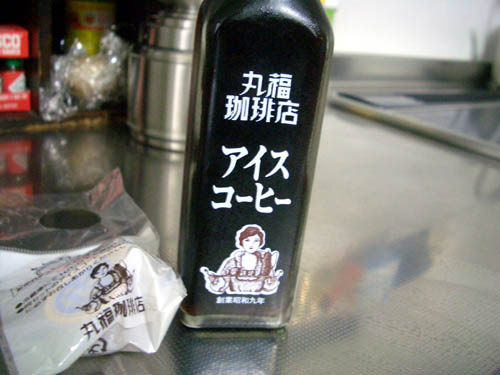 丸福
珈琲店
アイス
コーヒー
創業昭和九年
丸福珈琲店